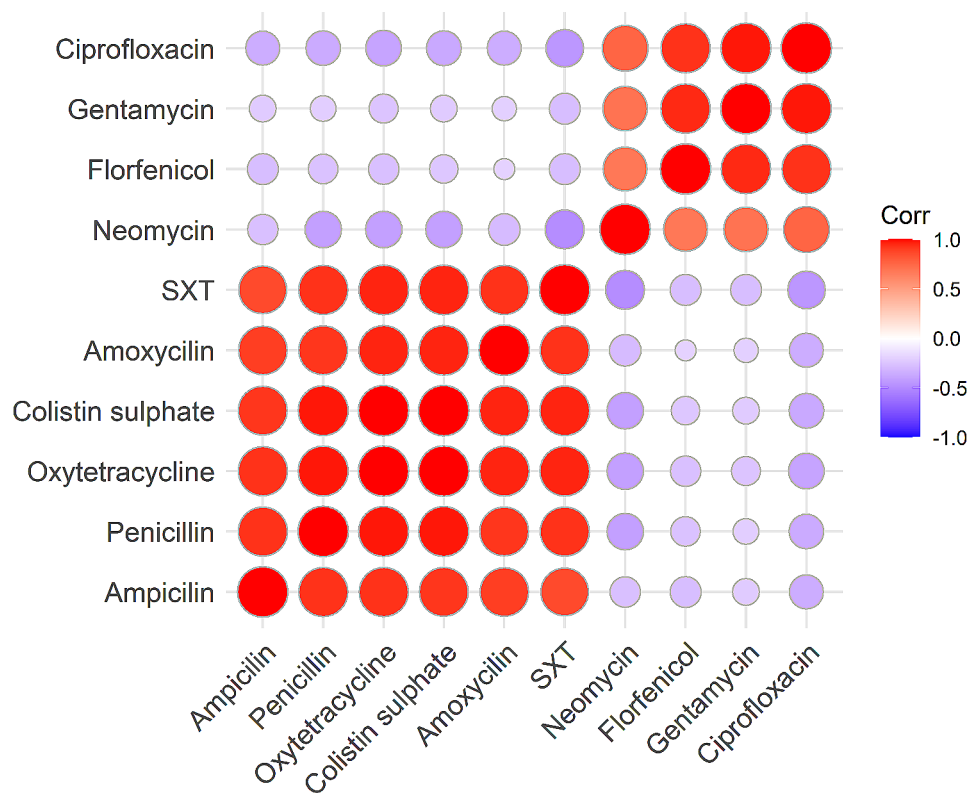 Ciprofloxacin
Gentamycin
Florfenicol
Neomycin
SXT
Amoxycilin
Colistin sulphate
Oxytetracycline
Penicillin
Ampicilin
Ampicilin
Penicillin
Oxytetracycline
Colistin sulphate
Amoxycilin
SXT
Neomycin
Florfenicol
Gentamycin
Ciprofloxacin
Corr
1.0
0.5
0.0
-0.5
-1.0